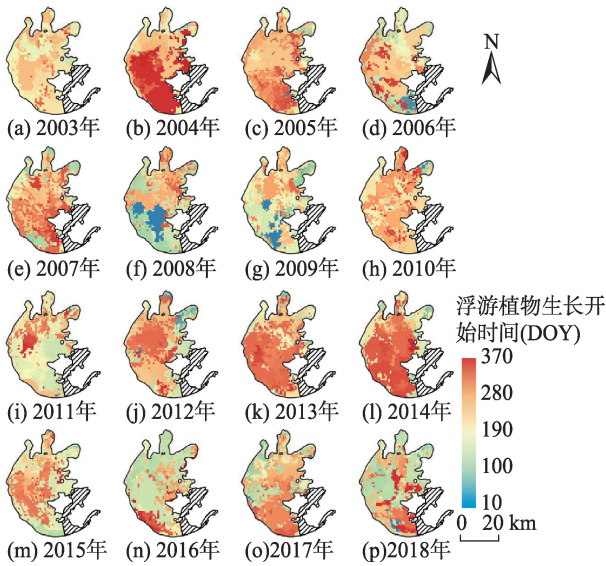 N
(a) 2003年
(b) 2004年
(c) 2005年
(d) 2006年
(e) 2007年
(f) 2008年
(g) 2009年
(h) 2010年
浮游植物生长开
始时间(DOY)
370
280
190
100
10
0 20 km
(i) 2011年
(j) 2012年
(k) 2013年
(l) 2014年
(m) 2015年
(n) 2016年
(o)2017年
(p)2018年